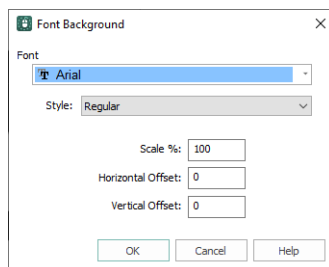 Font Background
Font
Arial
Style: Regular
Scale %: 100
Horizontal Offset: 0
Vertical Offset: 0
OK Cancel Help